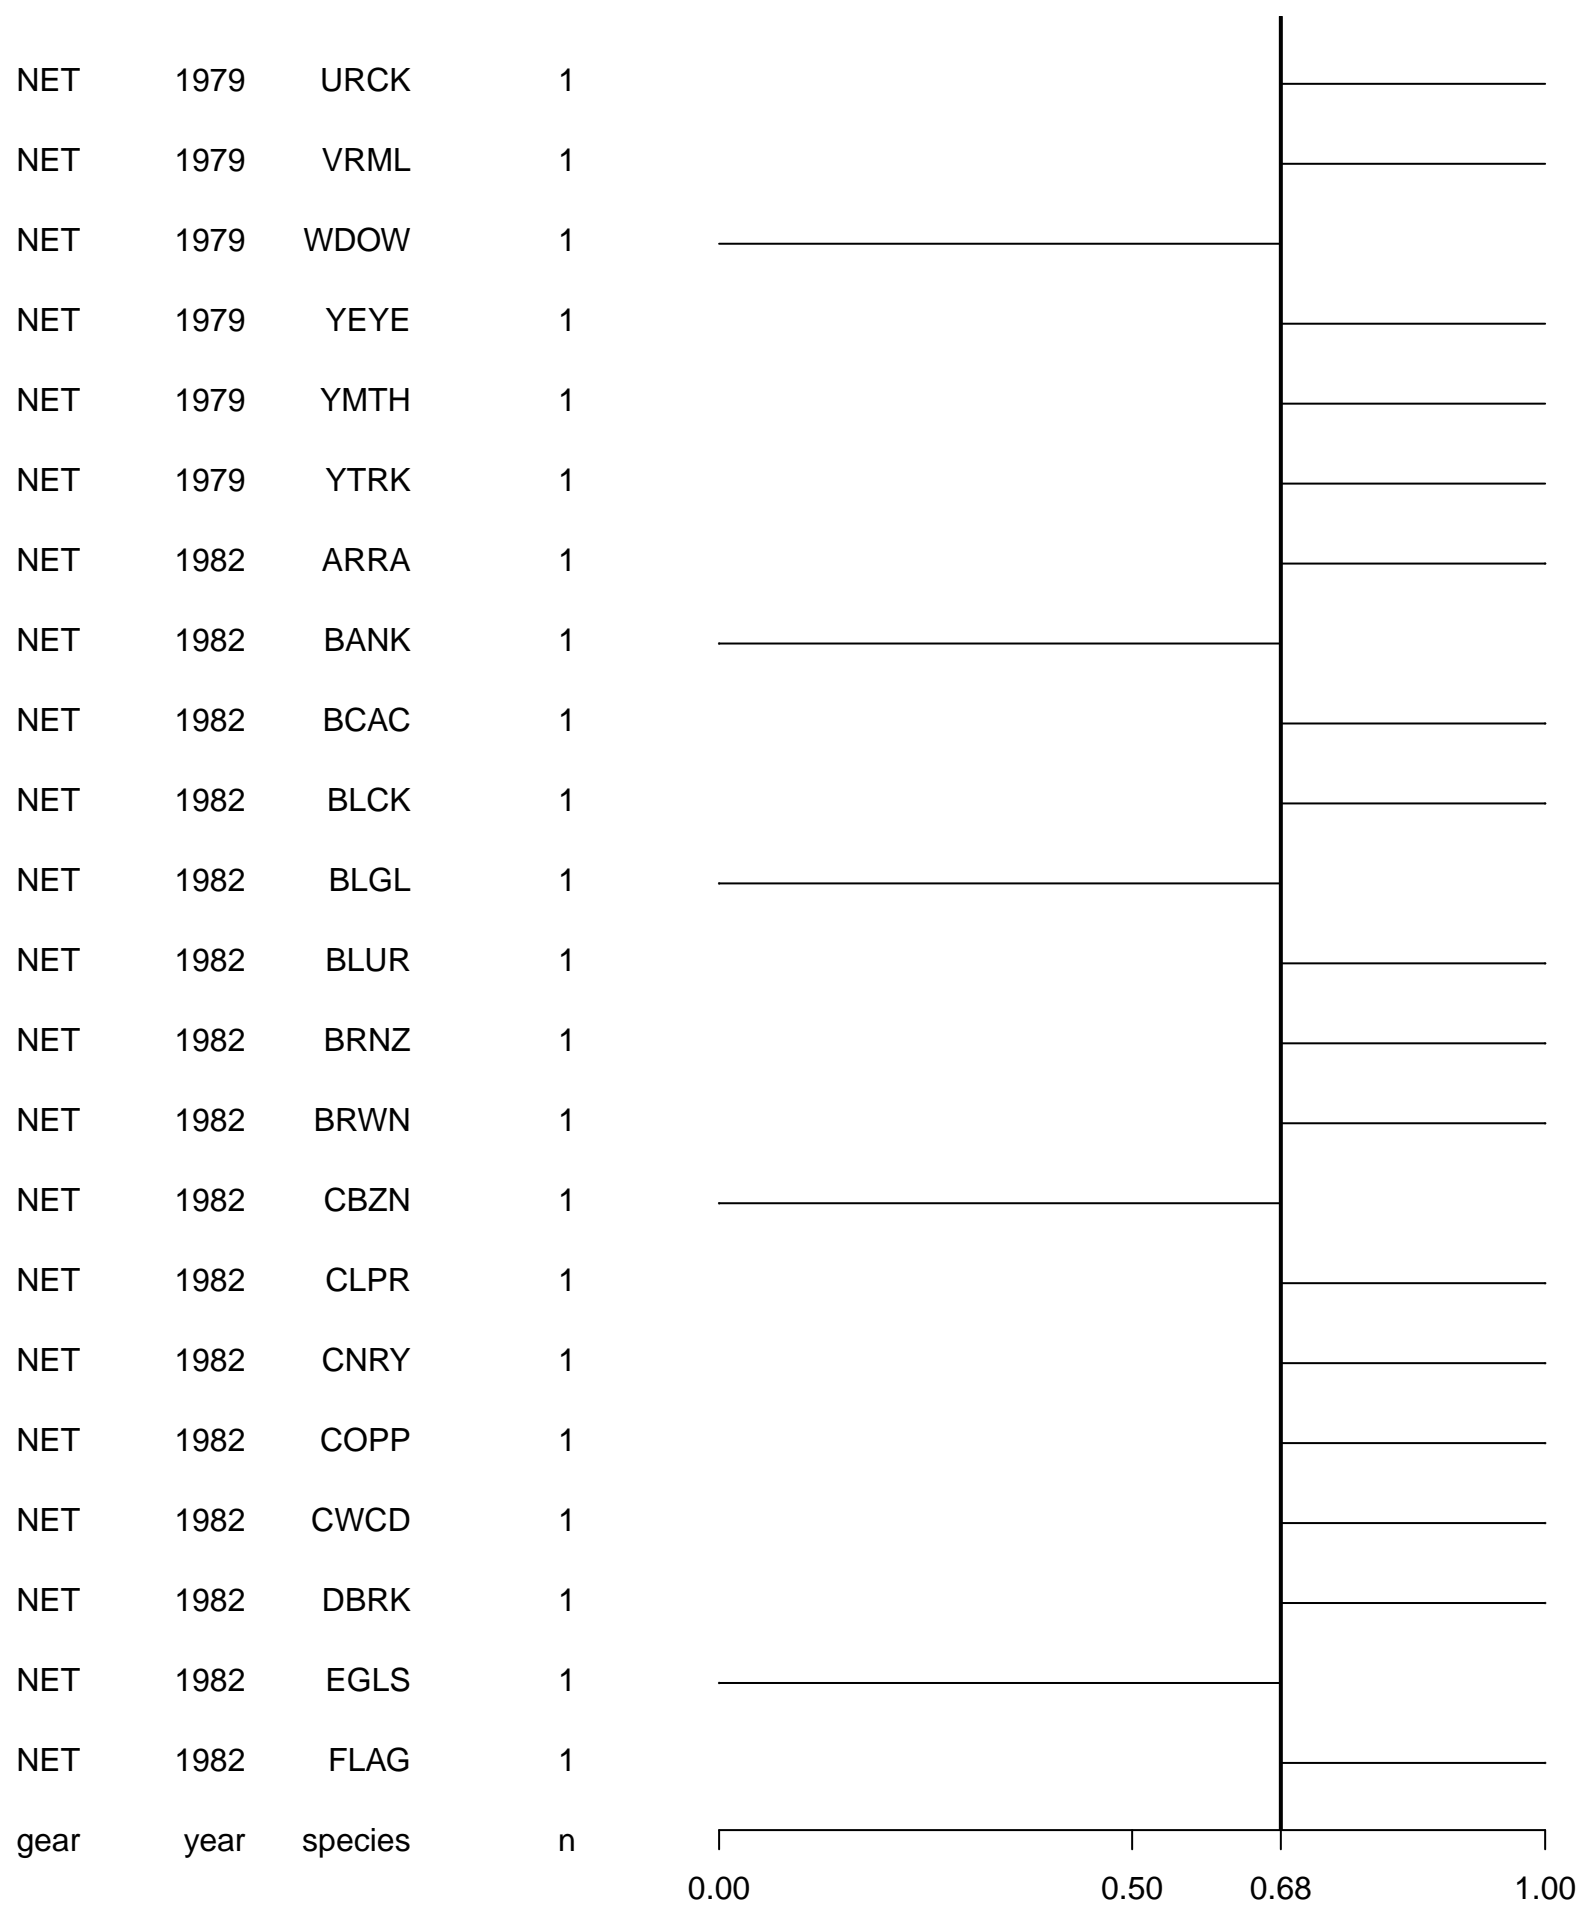 NET 1979 URCK 1
NET 1979 VRML 1
NET 1979 WDOW 1
NET 1979 YEYE 1
NET 1979 YMTH 1
NET 1979 YTRK 1
NET 1982 ARRA 1
NET 1982 BANK 1
NET 1982 BCAC 1
NET 1982 BLCK 1
NET 1982 BLGL 1
NET 1982 BLUR 1
NET 1982 BRNZ 1
NET 1982 BRWN 1
NET 1982 CBZN 1
NET 1982 CLPR 1
NET 1982 CNRY 1
NET 1982 COPP 1
NET 1982 CWCD 1
NET 1982 DBRK 1
NET 1982 EGLS 1
NET 1982 FLAG 1
gear year species n
0.00 0.50 0.68 1.00